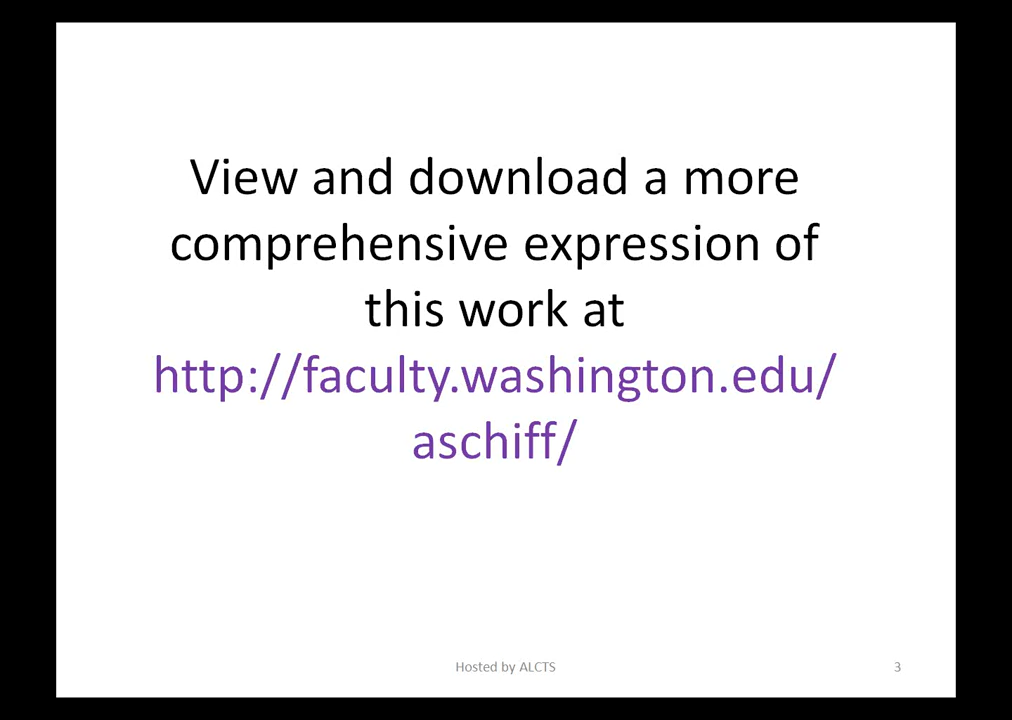 View and download a more
comprehensive expression of
this work at
http://faculty.washington.edu/
aschiff/
Hosted by ALCTS
3